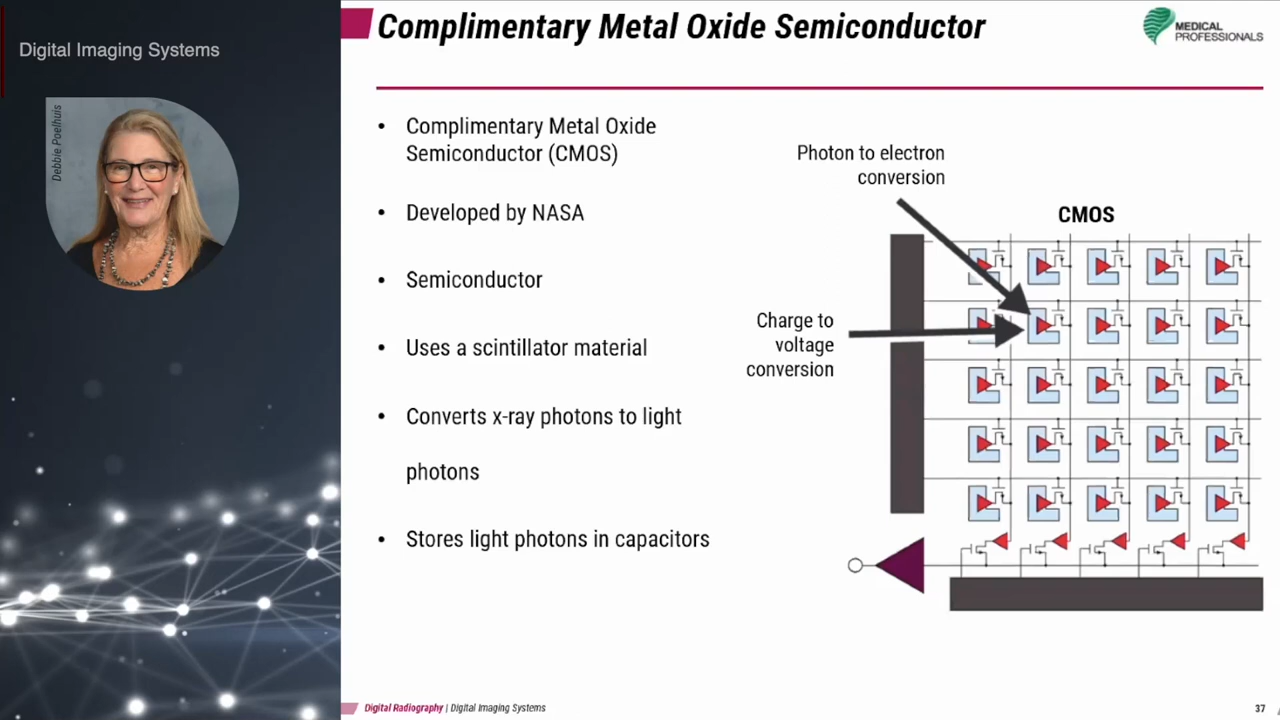 Digital Imaging Systems
Debbie Poelhuis
Complimentary Metal Oxide Semiconductor
MEDICAL
PROFESSIONALS
• Complimentary Metal Oxide
Semiconductor (CMOS)
• Developed by NASA
• Semiconductor
• Uses a scintillator material
• Converts x-ray photons to light
photons
• Stores light photons in capacitors
Photon to electron
conversion
CMOS
Charge to
voltage
conversion
Digital Radiography | Digital Imaging Systems
37